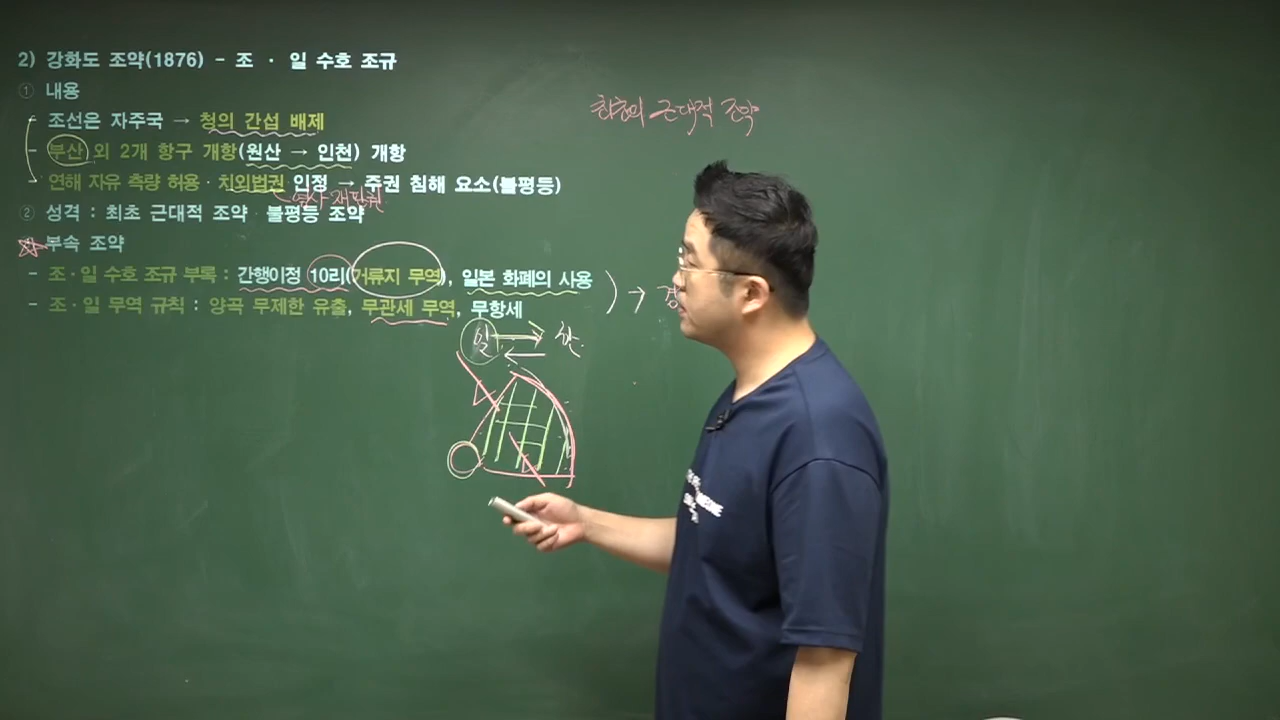 2) 강화도 조약(1876) - 조 · 일 수호 조규
① 내용
- 조선은 자주국 → 청의 간섭 배제
- 부산 외 2개 항구 개항(원산 → 인천) 개항
- 연해 자유 측량 허용 · 치외법권 인정 → 주권 침해 요소(불평등)
영사 재판권
② 성격 : 최초 근대적 조약 불평등 조약
부속 조약
- 조·일 수호 조규 부록 : 간행이정 10리(거류지 무역), 일본 화폐의 사용
- 조·일 무역 규칙 : 양곡 무제한 유출, 무관세 무역, 무항세
최초의 근대적 조약
일